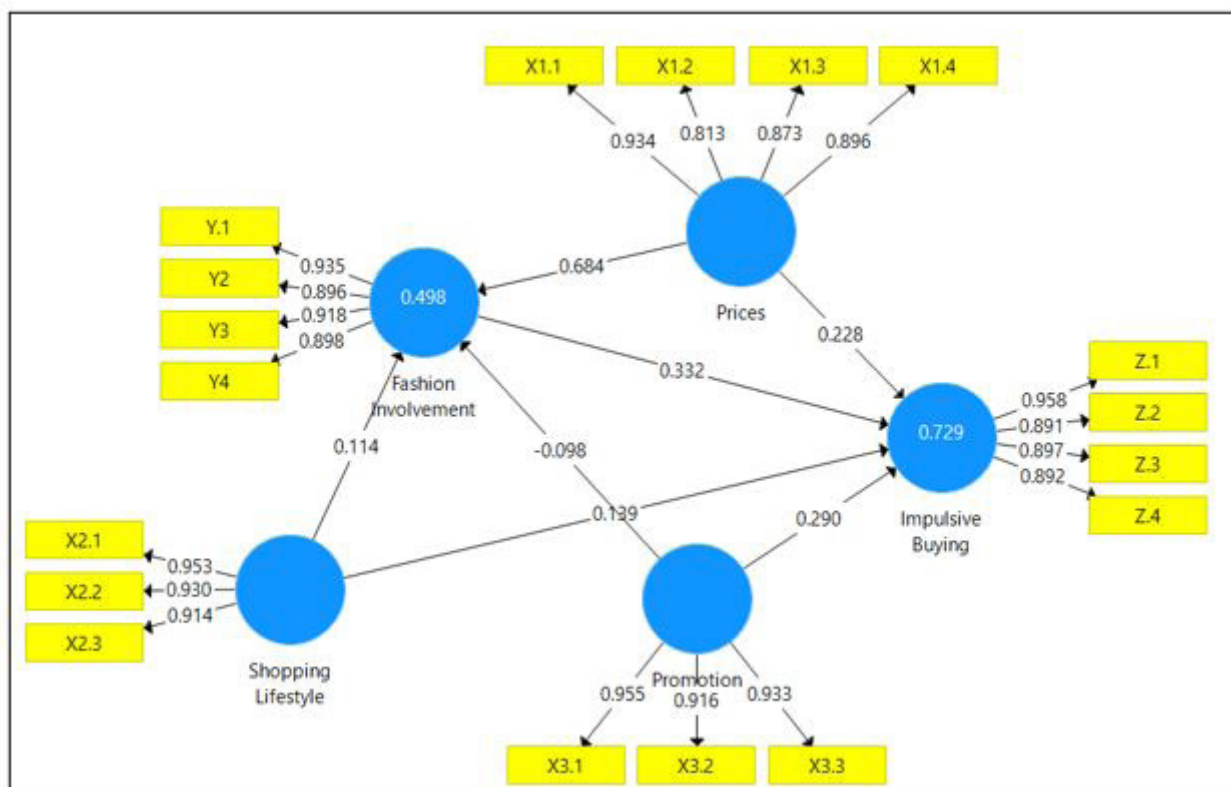 X1.1
X1.2
X1.3
X1.4
0.934
0.813
0.873
0.896
Prices
Y.1
Y2
Y3
Y4
0.935
0.896
0.918
0.898
0.498
Fashion
Involvement
0.684
0.228
0.332
0.114
-0.098
0.139
0.290
0.729
Impulsive
Buying
0.958
0.891
0.897
0.892
Z.1
Z.2
Z.3
Z.4
X2.1
X2.2
X2.3
0.953
0.930
0.914
Shopping
Lifestyle
Promotion
0.955
0.916
0.933
X3.1
X3.2
X3.3